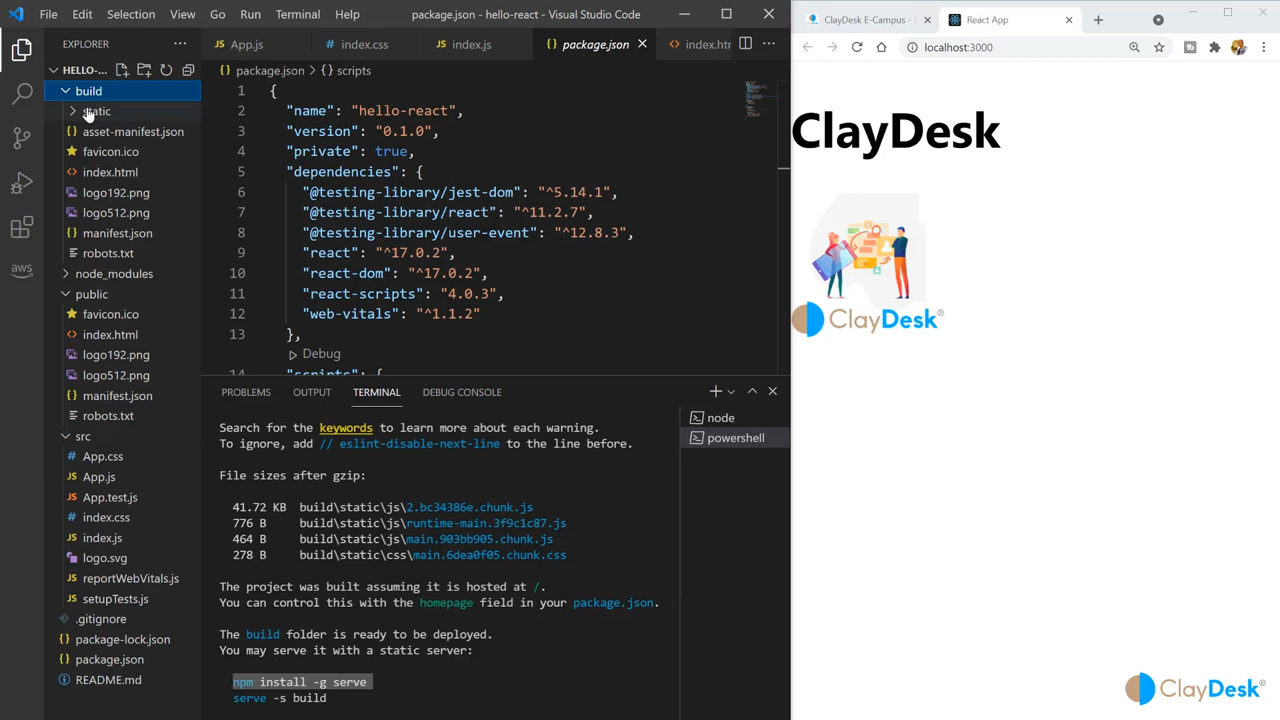 File Edit Selection View Go Run Terminal Help package.json - hello-react - Visual Studio Code
EXPLORER
HELLO-...
build
static
asset-manifest.json
favicon.ico
index.html
logo192.png
logo512.png
manifest.json
robots.txt
node_modules
public
favicon.ico
index.html
logo192.png
logo512.png
manifest.json
robots.txt
src
App.css
App.js
App.test.js
index.css
index.js
logo.svg
reportWebVitals.js
setupTests.js
.gitignore
package-lock.json
package.json
README.md
aws
App.js index.css index.js package.json index.htr
package.json > scripts
1 {
2 "name": "hello-react",
3 "version": "0.1.0",
4 "private": true,
5 "dependencies": {
6 "@testing-library/jest-dom": "^5.14.1",
7 "@testing-library/react": "^11.2.7",
8 "@testing-library/user-event": "^12.8.3",
9 "react": "^17.0.2",
10 "react-dom": "^17.0.2",
11 "react-scripts": "4.0.3",
12 "web-vitals": "^1.1.2"
13 },
Debug
14 "scripts": {
PROBLEMS OUTPUT TERMINAL DEBUG CONSOLE
node
powershell
Search for the keywords to learn more about each warning.
To ignore, add // eslint-disable-next-line to the line before.
File sizes after gzip:
41.72 KB build\static\js\2.bc34386e.chunk.js
776 B build\static\js\runtime-main.3f9c1c87.js
464 B build\static\js\main.903bb905.chunk.js
278 B build\static\css\main.6dea0f05.chunk.css
The project was built assuming it is hosted at /.
You can control this with the homepage field in your package.json.
The build folder is ready to be deployed.
You may serve it with a static server:
npm install -g serve
serve -s build
ClayDesk E-Campus - React App
localhost:3000
ClayDesk
ClayDesk®
ClayDesk®